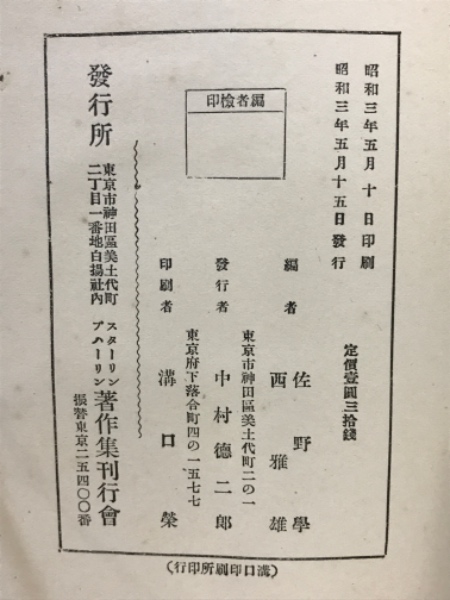 昭和三年五月十日印刷
昭和三年五月十五日發行
定價壹圓三拾錢
印檢者編
編者
佐野學
西雅雄
東京市神田區美土代町二の一
發行者
中村德二郎
東京府下落合町四の一五七七
印刷者
溝口榮
發行所
東京市神田區美土代町
二丁目一番地白揚社内
スターリン
ブハーリン
著作集刊行會
振替東京二五四〇〇番
(行印所刷印口溝)